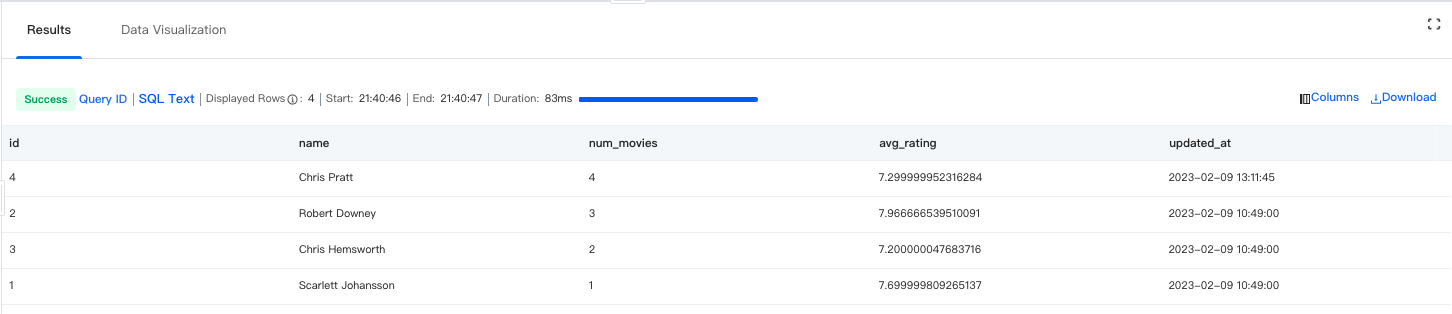 Results Data Visualization
Success Query ID | SQL Text | Displayed Rows : 4 | Start: 21:40:46 | End: 21:40:47 | Duration: 83ms Columns Download
id name num_movies avg_rating updated_at
4 Chris Pratt 4 7.299999952316284 2023-02-09 13:11:45
2 Robert Downey 3 7.966666539510091 2023-02-09 10:49:00
3 Chris Hemsworth 2 7.200000047683716 2023-02-09 10:49:00
1 Scarlett Johansson 1 7.699999809265137 2023-02-09 10:49:00